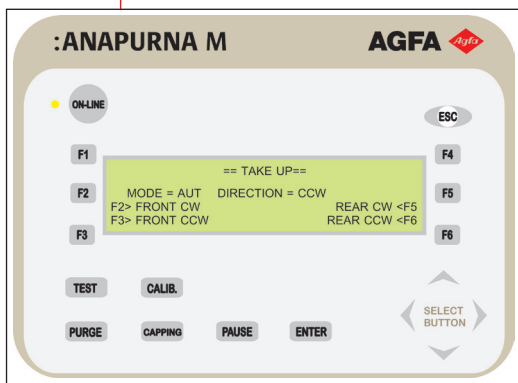 :ANAPURNA M
AGFA
Agfa
ON-LINE
ESC
F1
F4
== TAKE UP==
F2
MODE = AUT DIRECTION = CCW
F5
F2> FRONT CW REAR CW <F5
F3> FRONT CCW REAR CCW <F6
F3
F6
TEST
CALIB.
SELECT
BUTTON
PURGE
CAPPING
PAUSE
ENTER